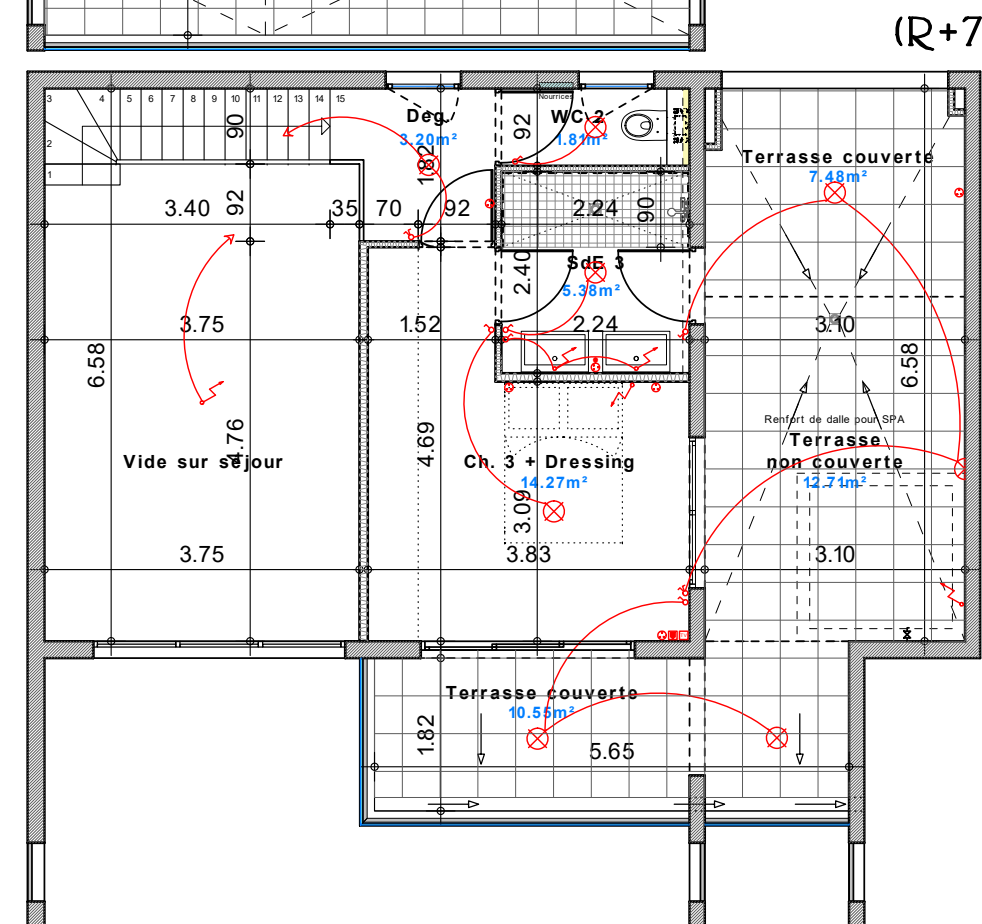 (R+7
3 4 5 6 7 8 9 10 11 12 13 14 15
2
1
90
Deg.
3.20m²
1.82
Nourrices
92
WC 2
1.81m²
Terrasse couverte
7.48m²
3.40
92
35
70
92
2.24
90
2.40
SdE 3
5.38m²
3.75
1.52
2.24
3.10
6.58
6.58
4.76
4.69
Renfort de dalle pour SPA
Terrasse
non couverte
12.71m²
Vide sur séjour
Ch. 3 + Dressing
14.27m²
3.09
3.75
3.83
3.10
Terrasse couverte
10.55m²
1.82
5.65